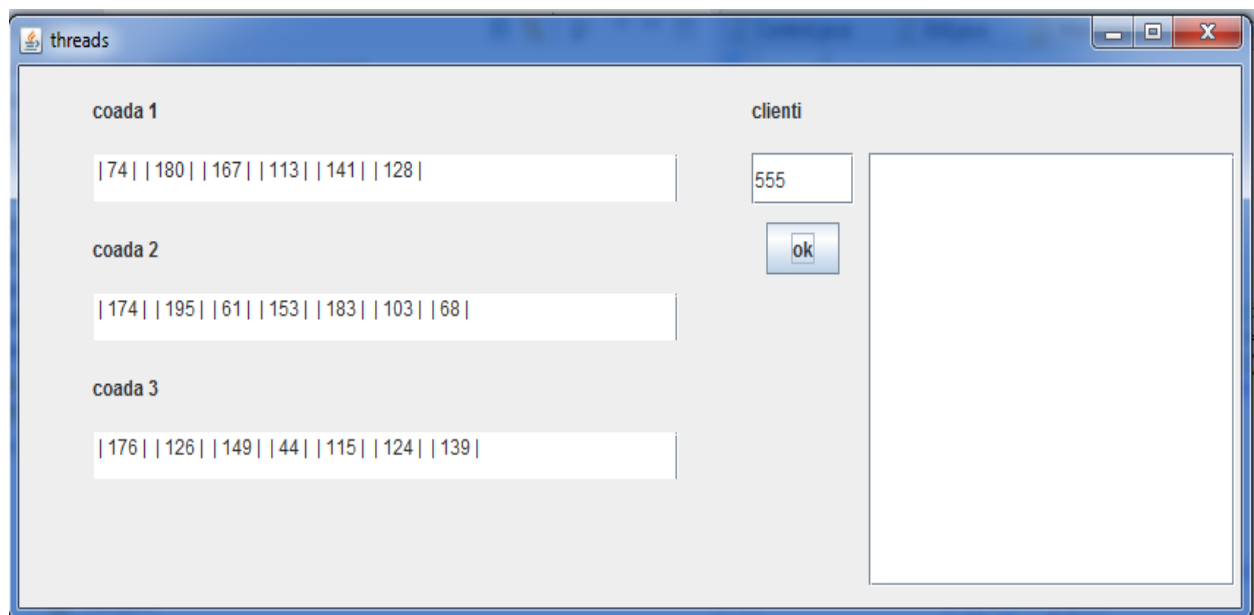 threads
coada 1
|74| |180| |167| |113| |141| |128|
coada 2
|174| |195| |61| |153| |183| |103| |68|
coada 3
|176| |126| |149| |44| |115| |124| |139|
clienti
555
ok